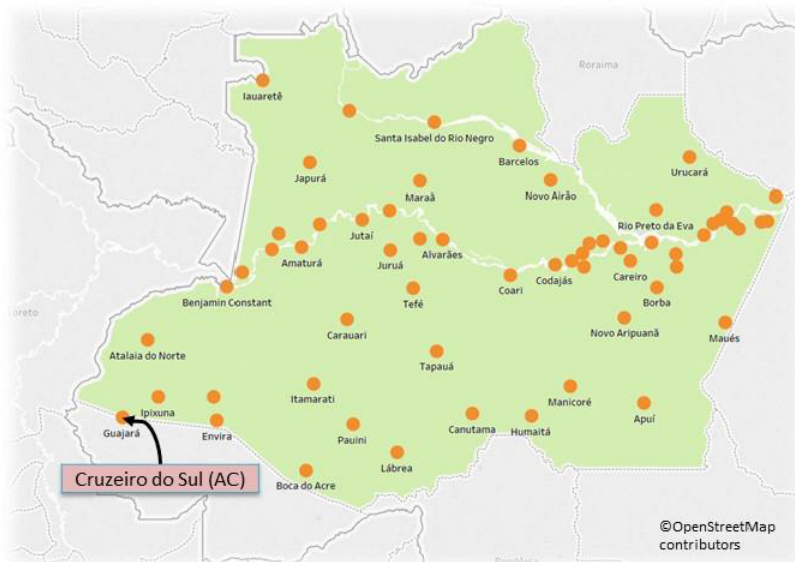 Roraima
Iauaretê
Santa Isabel do Rio Negro
Barcelos
Urucará
Japurá
Maraã
Novo Airão
Rio Preto da Eva
Jutaí
Amaturá
Juruá
Alvarães
Codajás
Careiro
Coari
Benjamin Constant
Tefé
Borba
Loreto
Carauari
Novo Aripuanã
Maués
Atalaia do Norte
Tapauá
Itamarati
Manicoré
Apuí
Ipixuna
Guajará
Envira
Pauini
Canutama
Humaitá
Lábrea
Cruzeiro do Sul (AC)
Boca do Acre
©OpenStreetMap
contributors